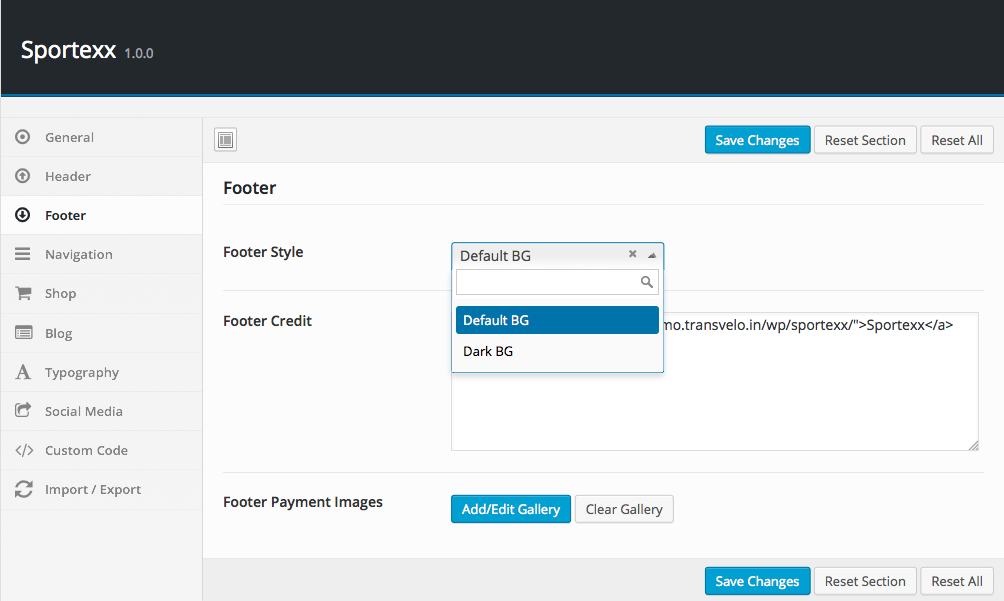 Sportexx 1.0.0
General
Header
Footer
Navigation
Shop
Blog
Typography
Social Media
Custom Code
Import / Export
Save Changes Reset Section Reset All
Footer
Footer Style
Default BG
Default BG
Dark BG
Footer Credit
mo.transvelo.in/wp/sportexx/">Sportexx</a>
Footer Payment Images
Add/Edit Gallery Clear Gallery
Save Changes Reset Section Reset All